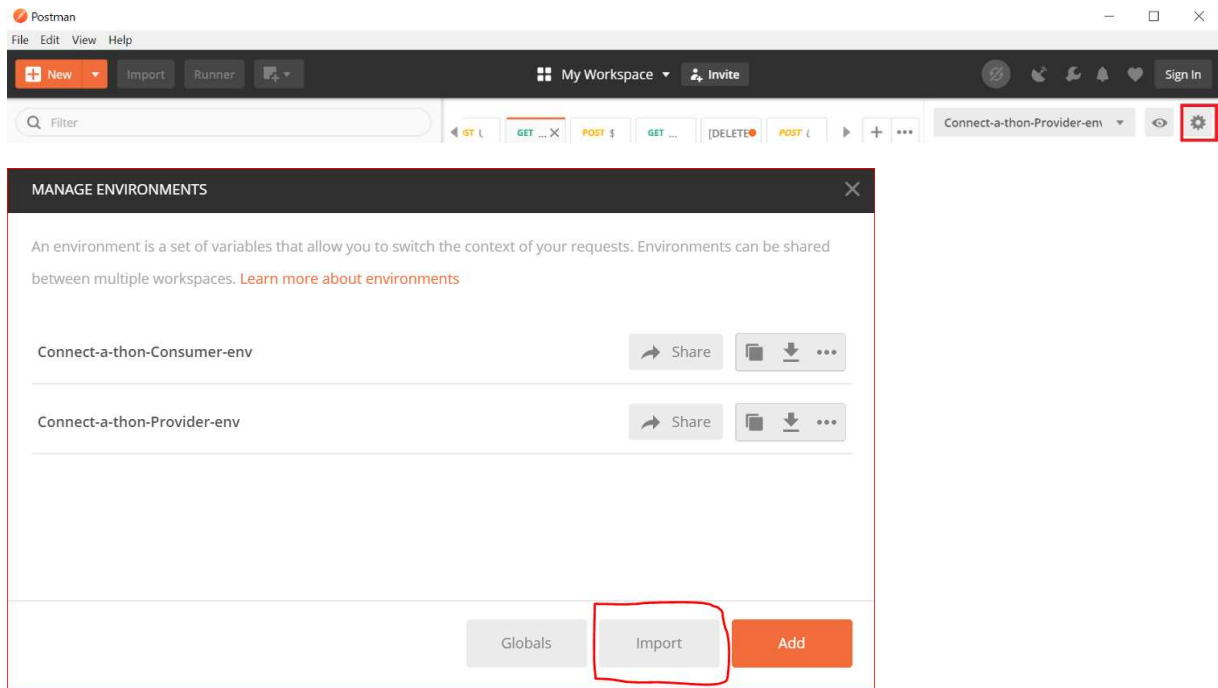 Postman
File Edit View Help
New Import Runner My Workspace Invite Sign In
Filter
ST GET ... X POST $ GET ... [DELETE POST Connect-a-thon-Provider-en
MANAGE ENVIRONMENTS
An environment is a set of variables that allow you to switch the context of your requests. Environments can be shared
between multiple workspaces. Learn more about environments
Connect-a-thon-Consumer-env Share
Connect-a-thon-Provider-env Share
Globals Import Add